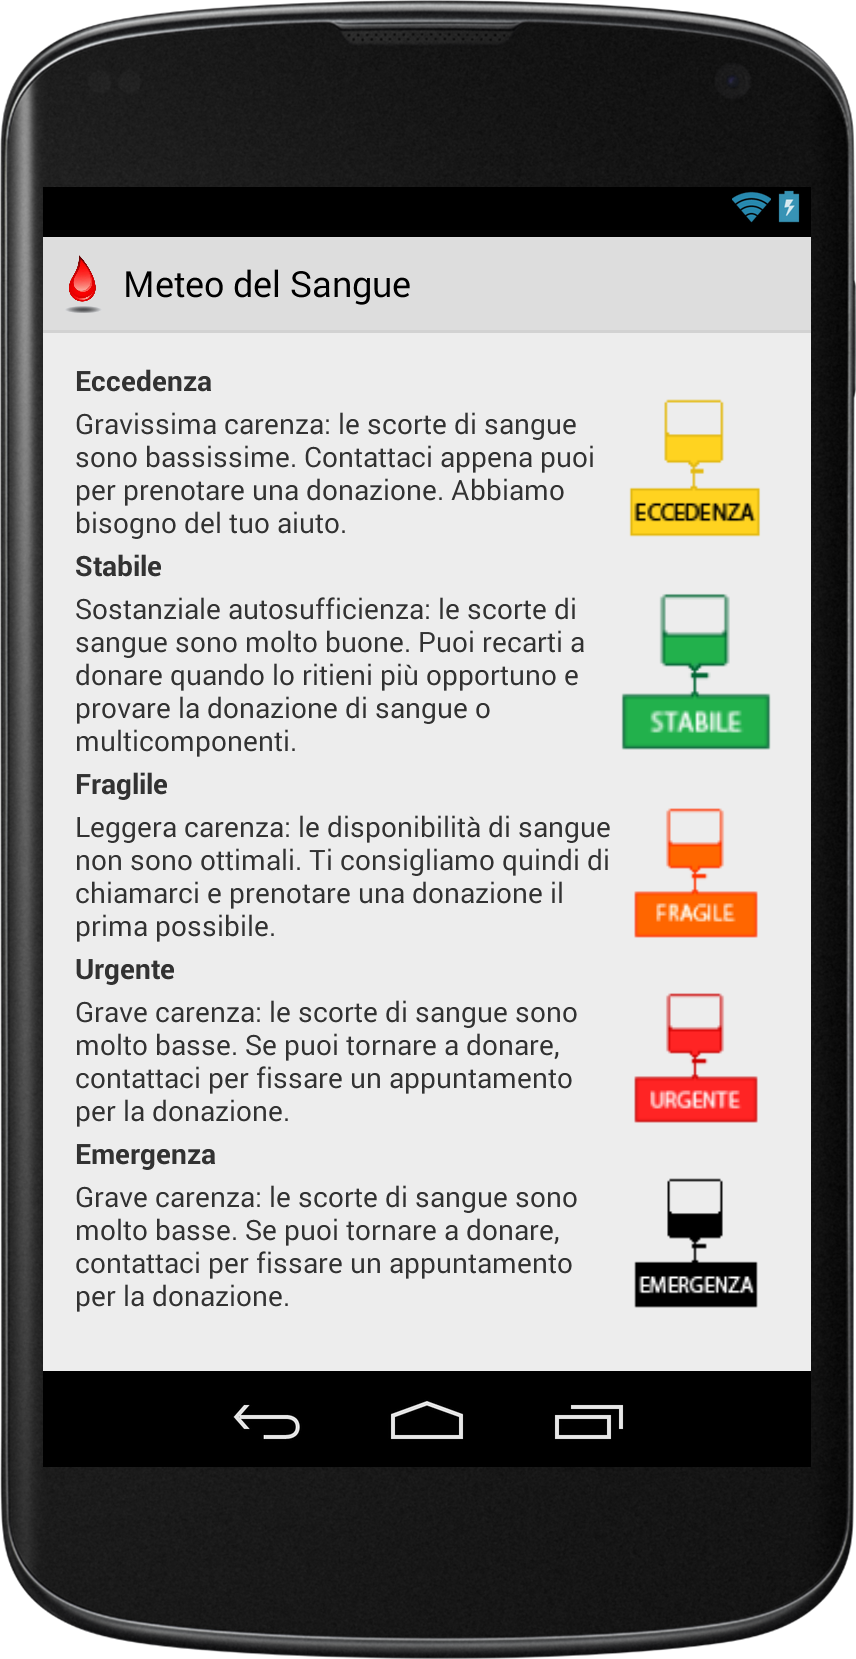 Meteo del Sangue
Eccedenza
Gravissima carenza: le scorte di sangue
sono bassissime. Contattaci appena puoi
per prenotare una donazione. Abbiamo
bisogno del tuo aiuto.
ECCEDENZA
Stabile
Sostanziale autosufficienza: le scorte di
sangue sono molto buone. Puoi recarti a
donare quando lo ritieni più opportuno e
provare la donazione di sangue o
multicomponenti.
STABILE
Fraglile
Leggera carenza: le disponibilità di sangue
non sono ottimali. Ti consigliamo quindi di
chiamarci e prenotare una donazione il
prima possibile.
FRAGILE
Urgente
Grave carenza: le scorte di sangue sono
molto basse. Se puoi tornare a donare,
contattaci per fissare un appuntamento
per la donazione.
URGENTE
Emergenza
Grave carenza: le scorte di sangue sono
molto basse. Se puoi tornare a donare,
contattaci per fissare un appuntamento
per la donazione.
EMERGENZA